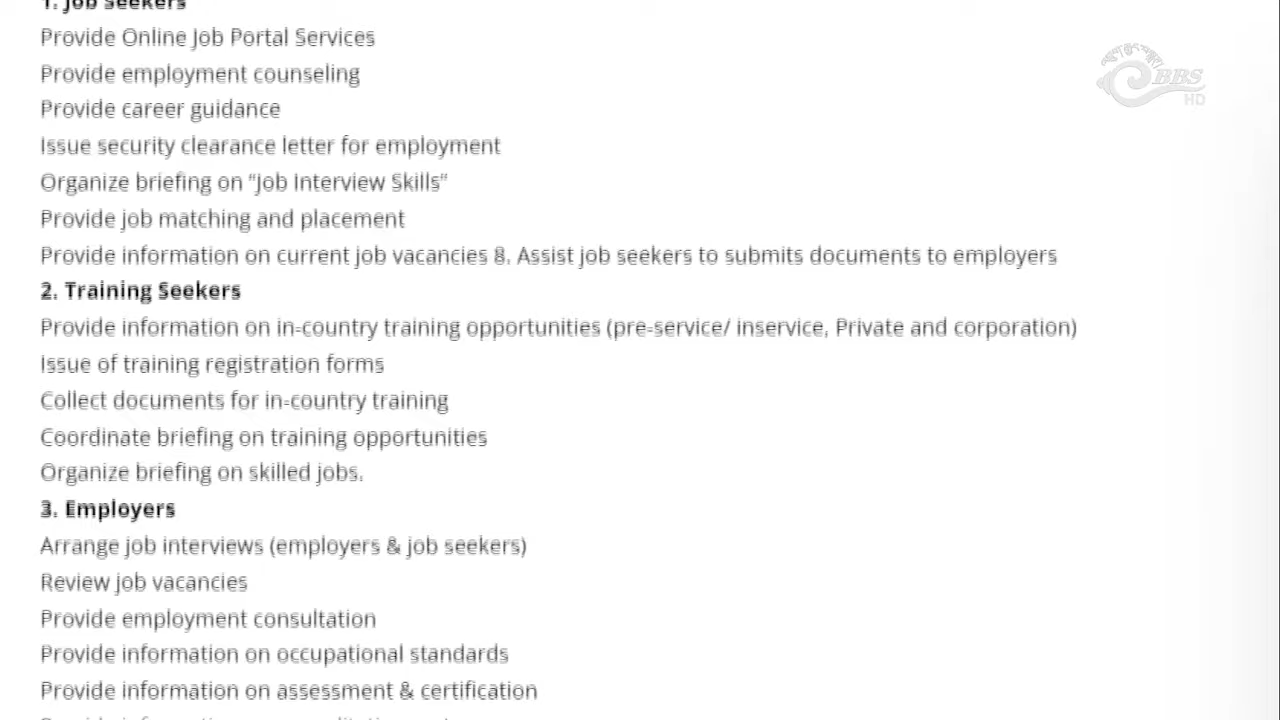 1. Job Seekers
Provide Online Job Portal Services
Provide employment counseling
Provide career guidance
Issue security clearance letter for employment
Organize briefing on “Job Interview Skills”
Provide job matching and placement
Provide information on current job vacancies 8. Assist job seekers to submits documents to employers
2. Training Seekers
Provide information on in-country training opportunities (pre-service/ inservice, Private and corporation)
Issue of training registration forms
Collect documents for in-country training
Coordinate briefing on training opportunities
Organize briefing on skilled jobs.
3. Employers
Arrange job interviews (employers & job seekers)
Review job vacancies
Provide employment consultation
Provide information on occupational standards
Provide information on assessment & certification
BBS
HD